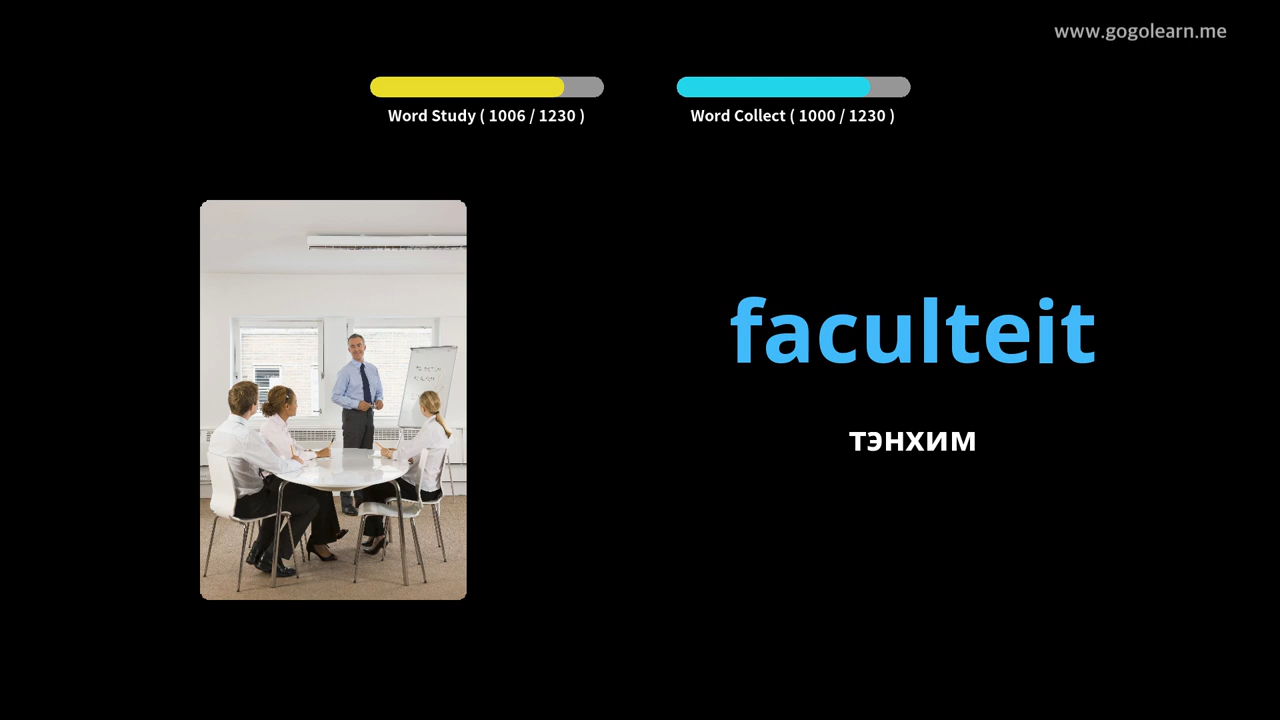 www.gogolearn.me
Word Study ( 1006 / 1230 )
Word Collect ( 1000 / 1230 )
faculteit
тэнхим